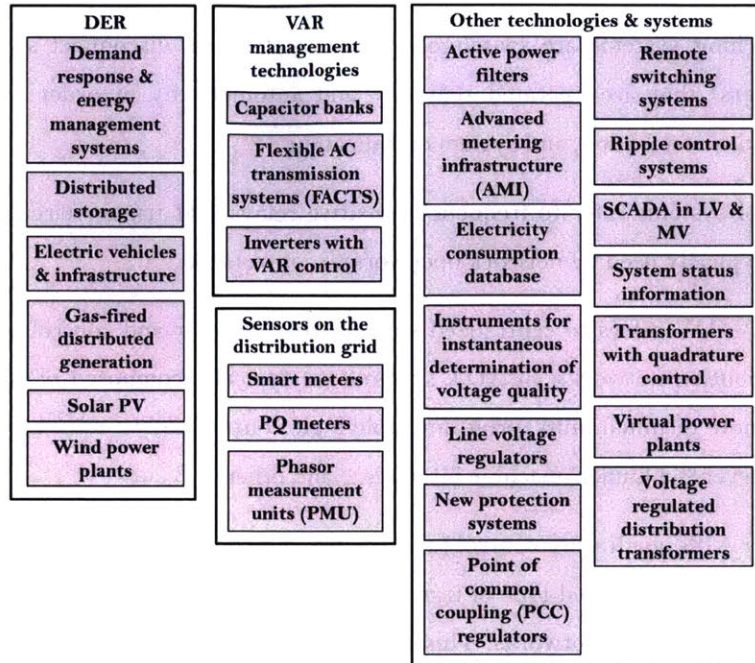 DER
Demand
response &
energy
management
systems
Distributed
storage
Electric vehicles
& infrastructure
Gas-fired
distributed
generation
Solar PV
Wind power
plants
VAR
management
technologies
Capacitor banks
Flexible AC
transmission
systems (FACTS)
Inverters with
VAR control
Sensors on the
distribution grid
Smart meters
PQ meters
Phasor
measurement
units (PMU)
Other technologies & systems
Active power
filters
Advanced
metering
infrastructure
(AMI)
Electricity
consumption
database
Instruments for
instantaneous
determination of
voltage quality
Line voltage
regulators
New protection
systems
Point of
common
coupling (PCC)
regulators
Remote
switching
systems
Ripple control
systems
SCADA in LV &
MV
System status
information
Transformers
with quadrature
control
Virtual power
plants
Voltage
regulated
distribution
transformers